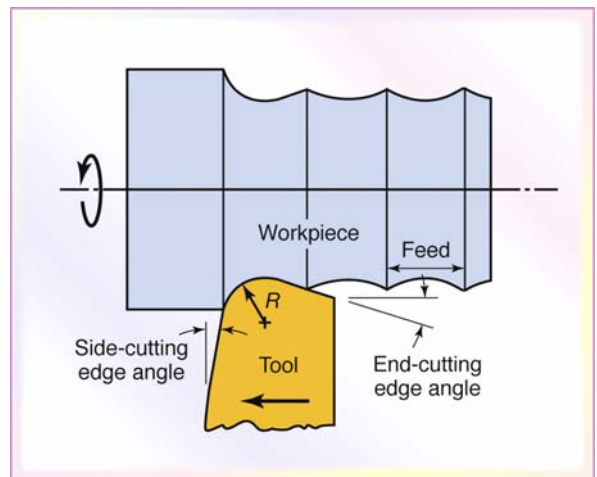 Workpiece
Feed
R
Side-cutting
edge angle
Tool
End-cutting
edge angle